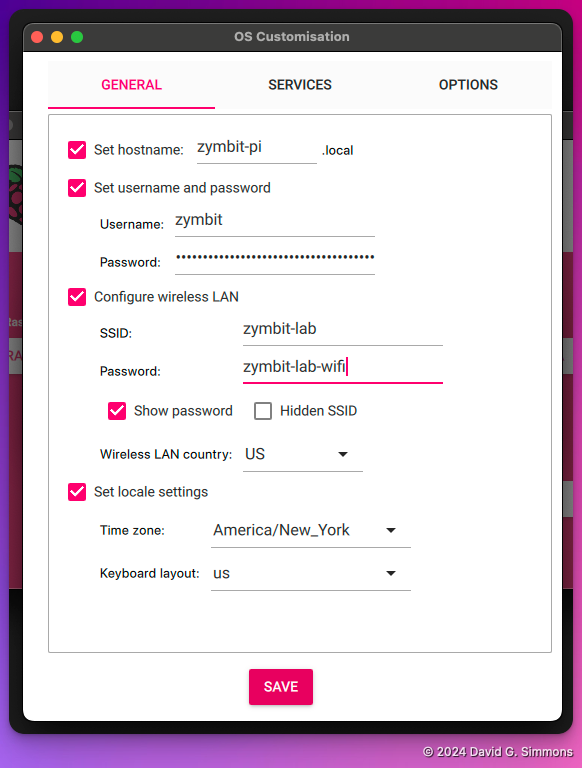 OS Customisation
GENERAL SERVICES OPTIONS
Set hostname: zymbit-pi .local
Set username and password
Username: zymbit
Password: ••••••••••••••••••••••••••••••••••••
Configure wireless LAN
SSID: zymbit-lab
Password: zymbit-lab-wifi
Show password Hidden SSID
Wireless LAN country: US
Set locale settings
Time zone: America/New_York
Keyboard layout: us
SAVE
© 2024 David G. Simmons